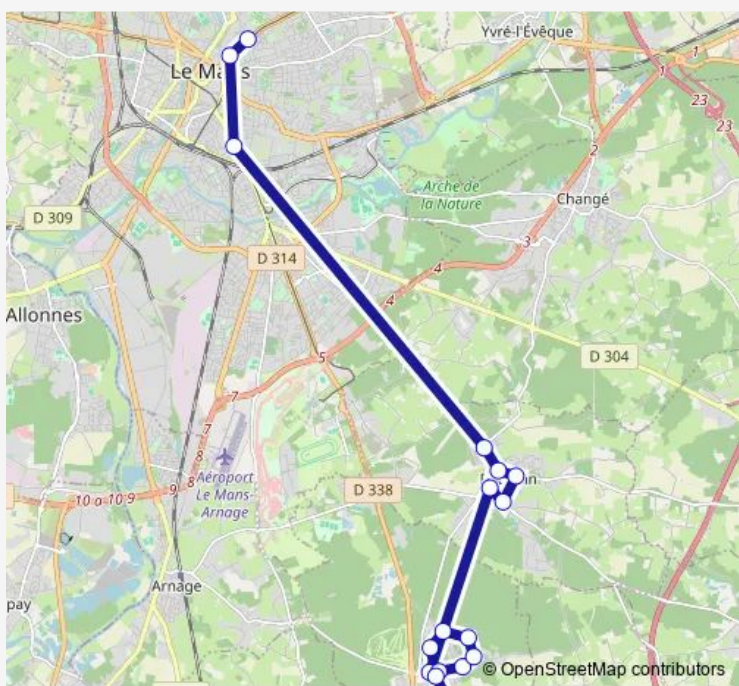 Yvré-l'Évêque
Le Mans
1
1
23
23
2
Arche de
la Nature
Changé
D 309
3
D 314
4
Allonnes
4
5
D 304
7
7
8
8
Aéroport
Le Mans-
Arnage
9
10 a 10 9
D 338
Arnage
pay
© OpenStreetMap contributors